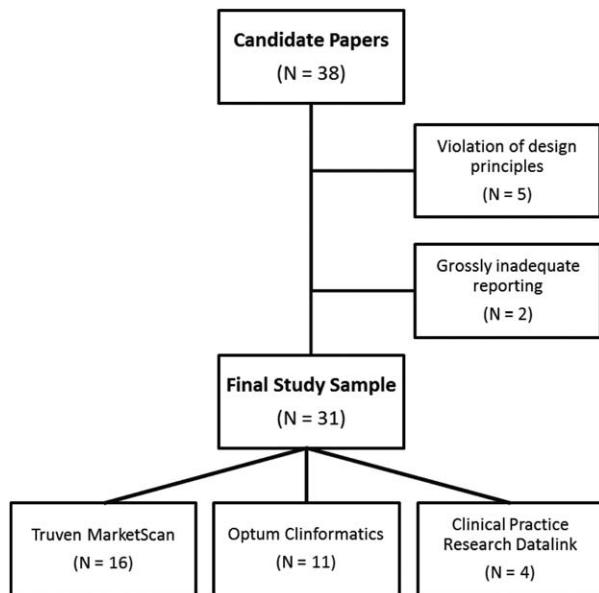 Candidate Papers
(N = 38)
Violation of design
principles
(N = 5)
Grossly inadequate
reporting
(N = 2)
Final Study Sample
(N = 31)
Truven MarketScan
(N = 16)
Optum Clinformatics
(N = 11)
Clinical Practice
Research Datalink
(N = 4)